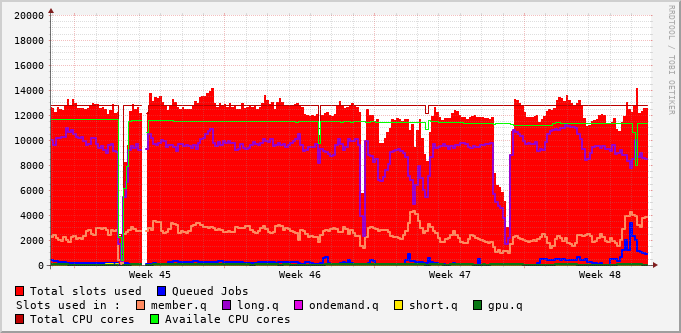 20000
18000
16000
14000
12000
10000
8000
6000
4000
2000
0
Week 45 Week 46 Week 47 Week 48
Total slots used Queued Jobs
Slots used in : member.q long.q ondemand.q short.q gpu.q
Total CPU cores Availale CPU cores
RRDTOOL / TOBI OETIKER